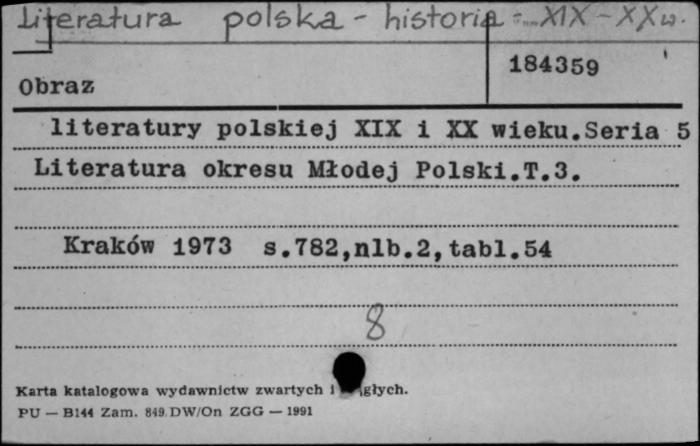 Literatura polska - historia - XIX - XX w.
184359
Obraz
literatury polskiej XIX i XX wieku.Seria 5
Literatura okresu Młodej Polski.T.3.
Kraków 1973 s.782,nlb.2,tabl.54
8
Karta katalogowa wydawnictw zwartych i głych.
PU — B144 Zam. 849. DW/On ZGG — 1991